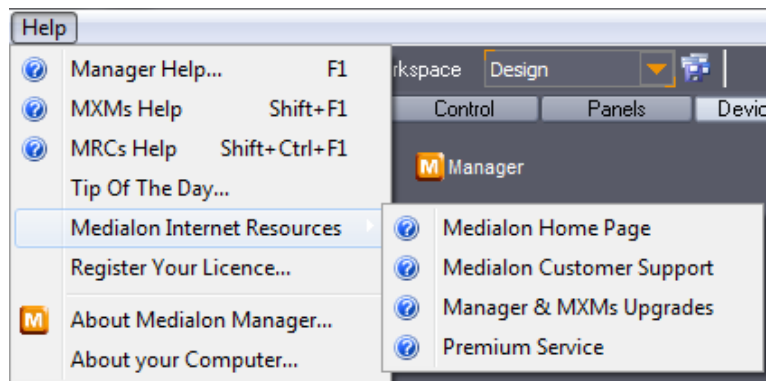 Help
Manager Help... F1
MXMs Help Shift+F1
MRCs Help Shift+Ctrl+F1
Tip Of The Day...
Medialon Internet Resources
Register Your Licence...
M About Medialon Manager...
About your Computer...
rkspace Design
Control Panels Devic
M Manager
Medialon Home Page
Medialon Customer Support
Manager & MXMs Upgrades
Premium Service